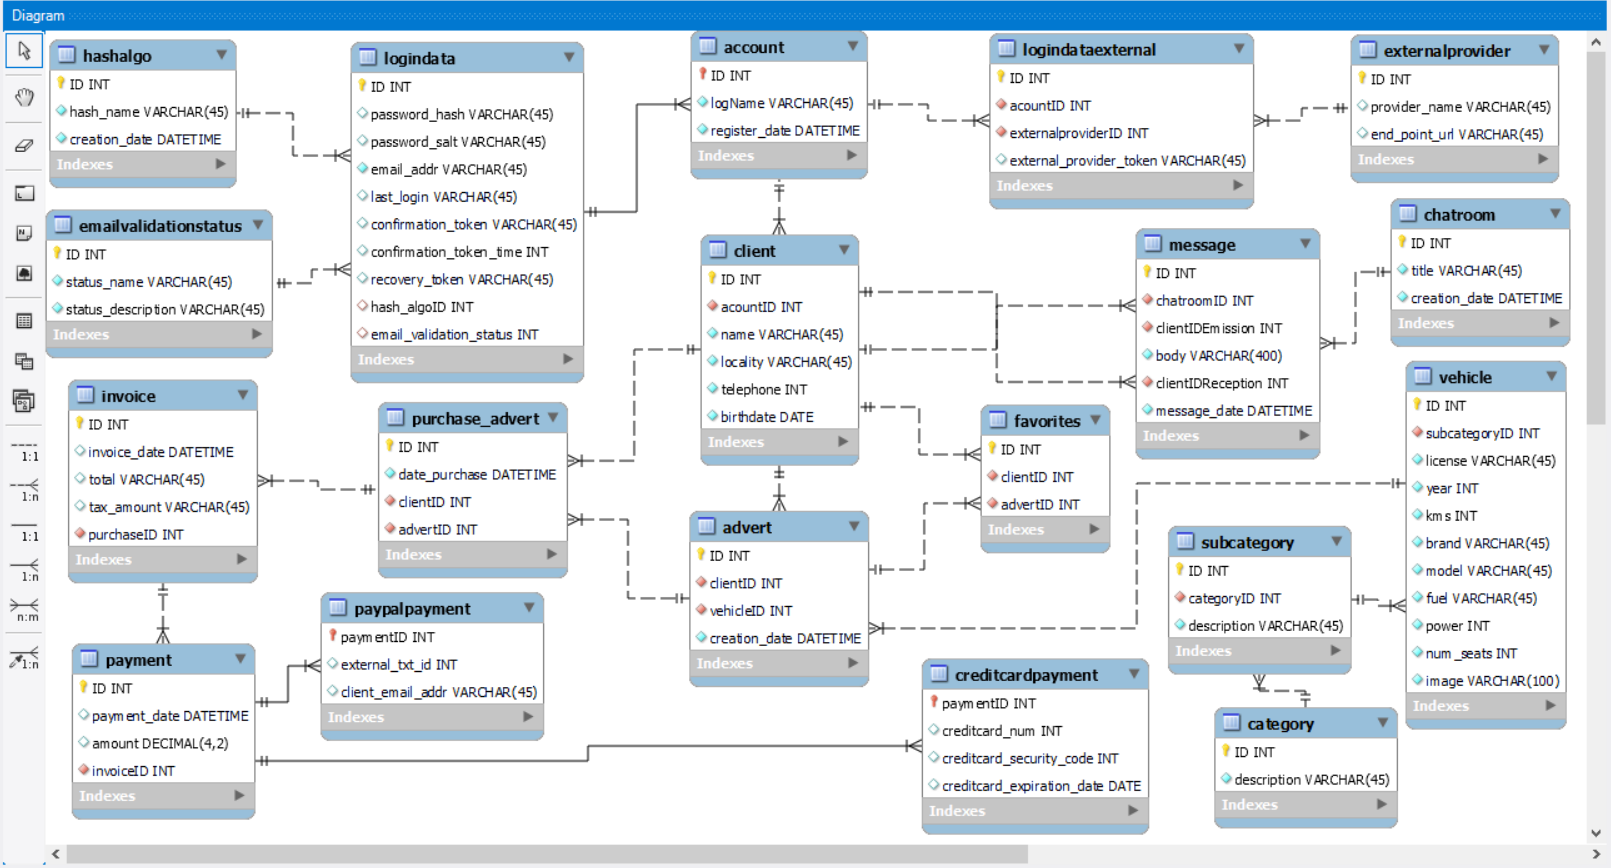 Diagram
hashalgo
ID INT
hash_name VARCHAR(45)
creation_date DATETIME
Indexes
logindata
ID INT
password_hash VARCHAR(45)
password_salt VARCHAR(45)
email_addr VARCHAR(45)
last_login VARCHAR(45)
confirmation_token VARCHAR(45)
confirmation_token_time INT
recovery_token VARCHAR(45)
hash_algoID INT
email_validation_status INT
Indexes
account
ID INT
logName VARCHAR(45)
register_date DATETIME
Indexes
logindataexternal
ID INT
acountID INT
externalproviderID INT
external_provider_token VARCHAR(45)
Indexes
externalprovider
ID INT
provider_name VARCHAR(45)
end_point_url VARCHAR(45)
Indexes
emailvalidationstatus
ID INT
status_name VARCHAR(45)
status_description VARCHAR(45)
Indexes
client
ID INT
acountID INT
name VARCHAR(45)
locality VARCHAR(45)
telephone INT
birthdate DATE
Indexes
message
ID INT
chatroomID INT
clientIDEmission INT
body VARCHAR(400)
clientIDReception INT
message_date DATETIME
Indexes
chatroom
ID INT
title VARCHAR(45)
creation_date DATETIME
Indexes
invoice
ID INT
invoice_date DATETIME
total VARCHAR(45)
tax_amount VARCHAR(45)
purchaseID INT
Indexes
purchase_advert
ID INT
date_purchase DATETIME
clientID INT
advertID INT
Indexes
favorites
ID INT
clientID INT
advertID INT
Indexes
vehicle
ID INT
subcategoryID INT
license VARCHAR(45)
year INT
kms INT
brand VARCHAR(45)
model VARCHAR(45)
fuel VARCHAR(45)
power INT
num_seats INT
image VARCHAR(100)
Indexes
advert
ID INT
clientID INT
vehicleID INT
creation_date DATETIME
Indexes
subcategory
ID INT
categoryID INT
description VARCHAR(45)
Indexes
payment
ID INT
payment_date DATETIME
amount DECIMAL(4,2)
invoiceID INT
Indexes
paypalpayment
paymentID INT
external_txt_id INT
client_email_addr VARCHAR(45)
Indexes
creditcardpayment
paymentID INT
creditcard_num INT
creditcard_security_code INT
creditcard_expiration_date DATE
Indexes
category
ID INT
description VARCHAR(45)
Indexes
1:1
1:n
1:1
1:n
n:m
1:n